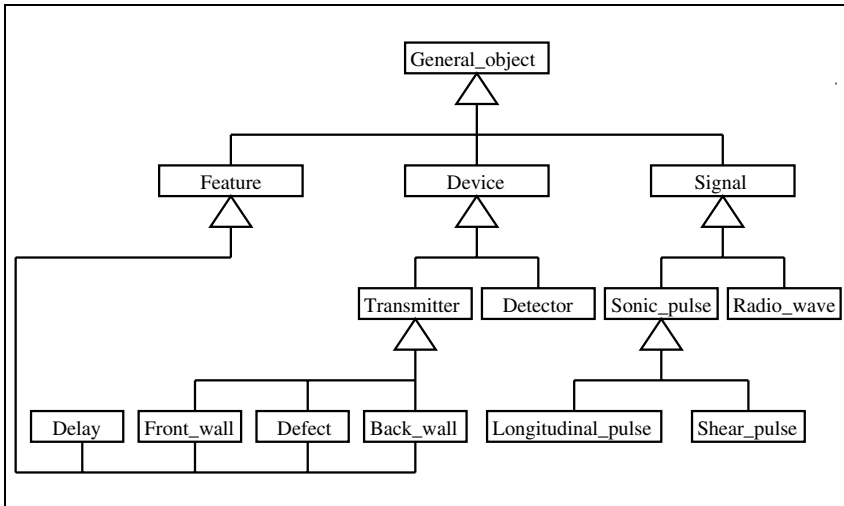 General_object
Feature
Device
Signal
Transmitter
Detector
Sonic_pulse
Radio_wave
Delay
Front_wall
Defect
Back_wall
Longitudinal_pulse
Shear_pulse